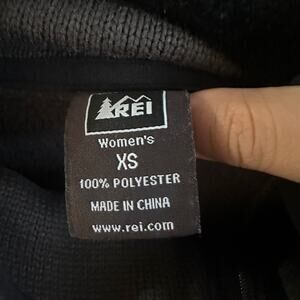 REI
Women's
XS
100% POLYESTER
MADE IN CHINA
www.rei.com